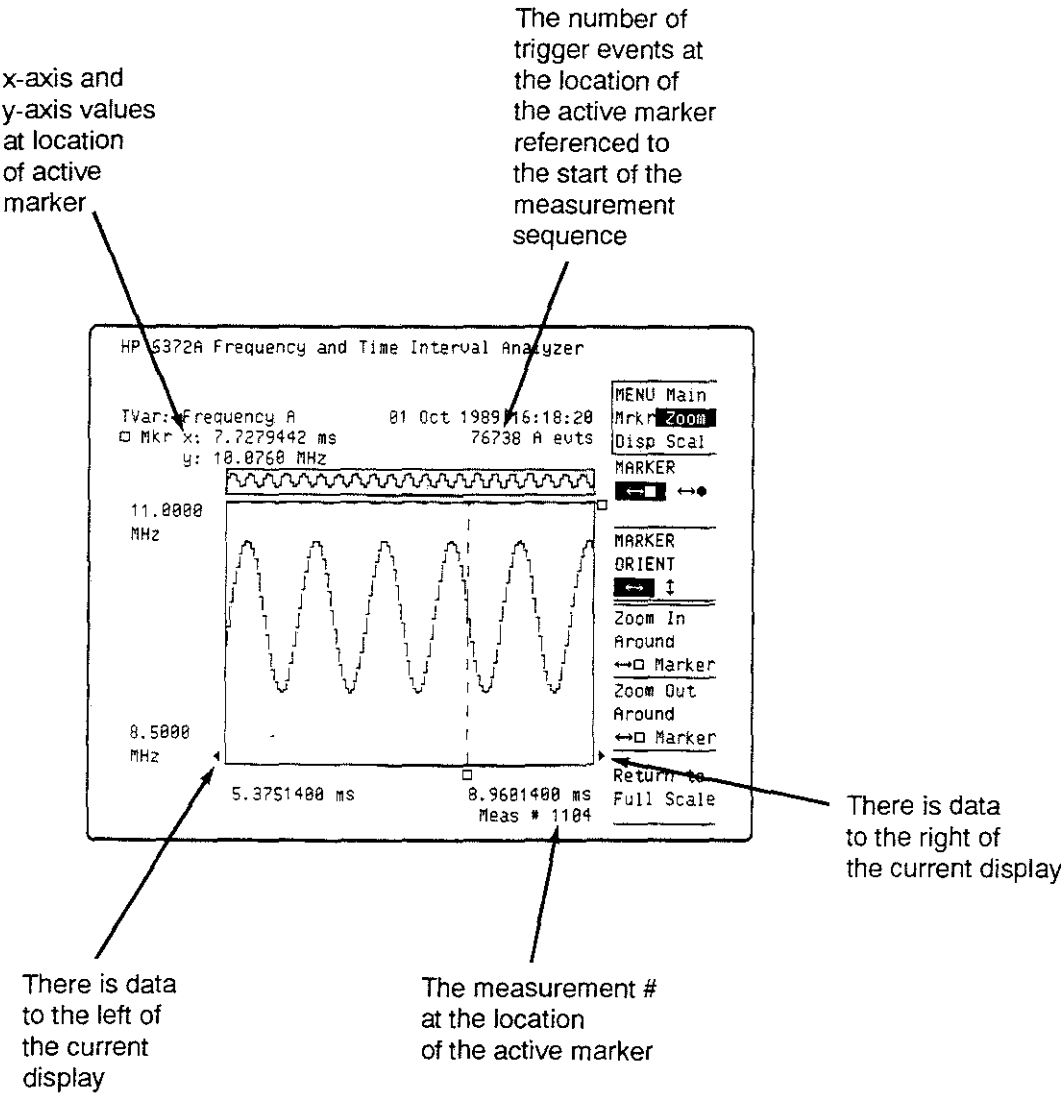 The number of
trigger events at
the location of
the active marker
referenced to
the start of the
measurement
sequence
x-axis and
y-axis values
at location
of active
marker
HP 5372A Frequency and Time Interval Analyzer
TVar: Frequency A 01 Oct 1989 16:18:20
Mkr x: 7.7279442 ms 76738 A evts
y: 10.0760 MHz
11.0000
MHz
8.5000
MHz
5.3751400 ms 8.9601400 ms
Meas # 1104
MENU Main
Mrkr Zoom
Disp Scal
MARKER
↔□ ↔●
MARKER
ORIENT
↔ ↕
Zoom In
Around
↔□ Marker
Zoom Out
Around
↔□ Marker
Return to
Full Scale
There is data
to the right of
the current display
There is data
to the left of
the current
display
The measurement #
at the location
of the active marker